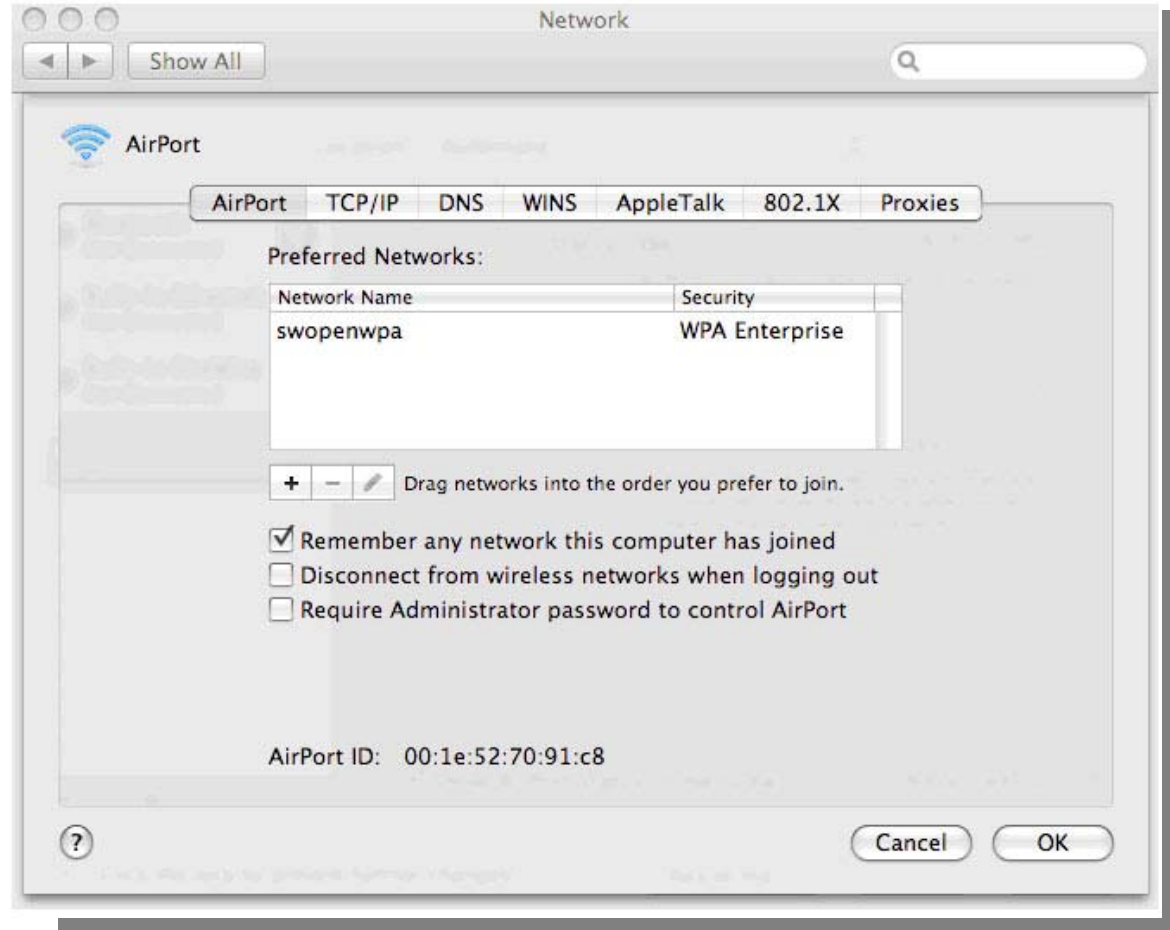 Network
Show All
AirPort
AirPort TCP/IP DNS WINS AppleTalk 802.1X Proxies
Preferred Networks:
Network Name Security
swopenwpa WPA Enterprise
+ – Drag networks into the order you prefer to join.
Remember any network this computer has joined
Disconnect from wireless networks when logging out
Require Administrator password to control AirPort
AirPort ID: 00:1e:52:70:91:c8
? Cancel OK